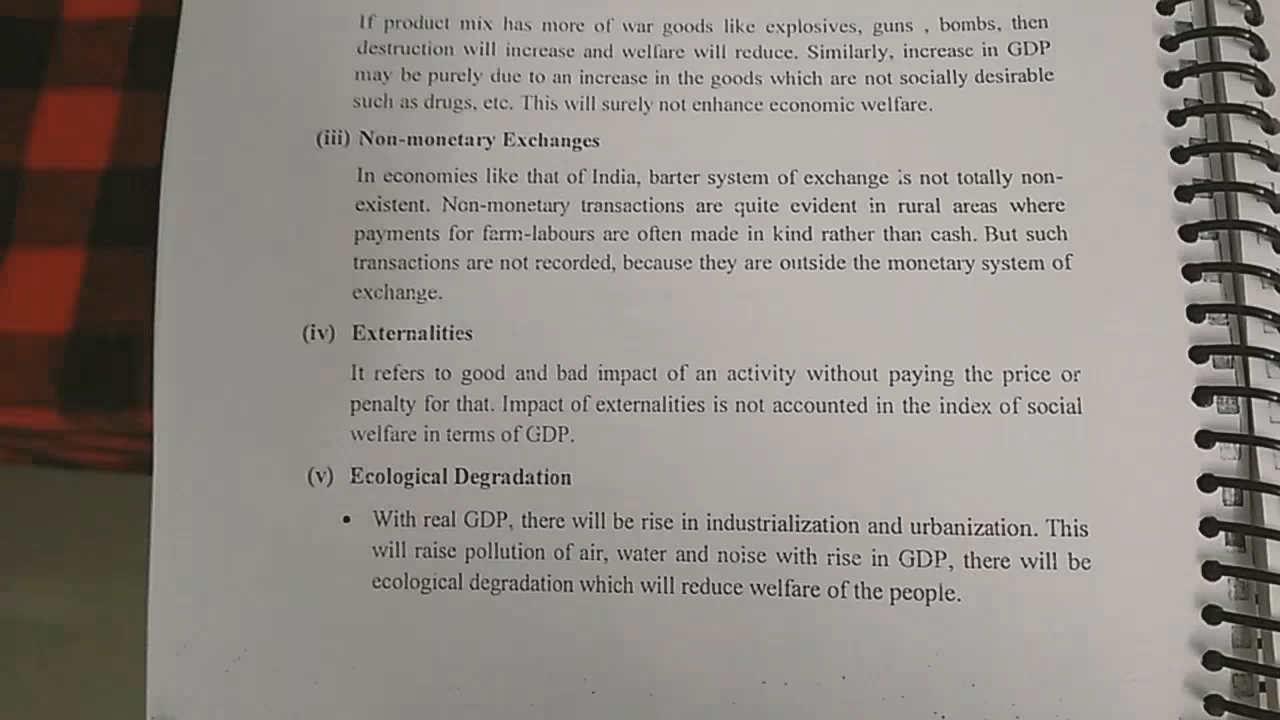 If product mix has more of war goods like explosives, guns , bombs, then
destruction will increase and welfare will reduce. Similarly, increase in GDP
may be purely due to an increase in the goods which are not socially desirable
such as drugs, etc. This will surely not enhance economic welfare.
(iii) Non-monetary Exchanges
In economies like that of India, barter system of exchange is not totally non-
existent. Non-monetary transactions are quite evident in rural areas where
payments for farm-labours are often made in kind rather than cash. But such
transactions are not recorded, because they are outside the monetary system of
exchange.
(iv) Externalities
It refers to good and bad impact of an activity without paying the price or
penalty for that. Impact of externalities is not accounted in the index of social
welfare in terms of GDP.
(v) Ecological Degradation
• With real GDP, there will be rise in industrialization and urbanization. This
will raise pollution of air, water and noise with rise in GDP, there will be
ecological degradation which will reduce welfare of the people.